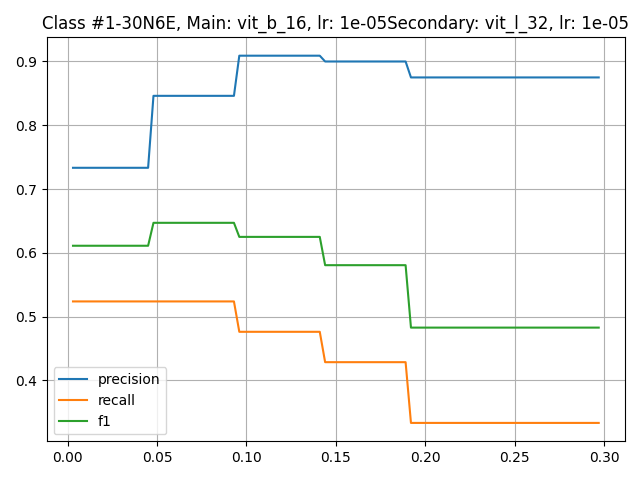 Class #1-30N6E, Main: vit_b_16, lr: 1e-05Secondary: vit_l_32, lr: 1e-05
0.9
0.8
0.7
0.6
0.5
0.4
precision
recall
f1
0.00 0.05 0.10 0.15 0.20 0.25 0.30